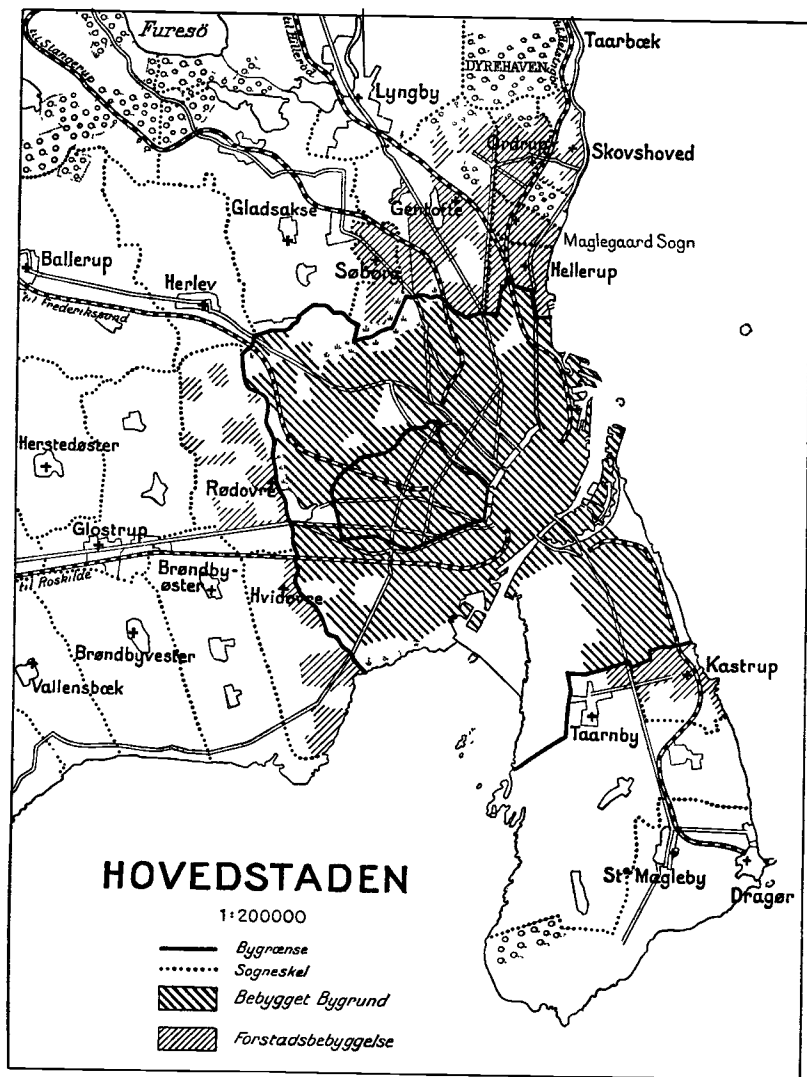 Furesö
Taarbæk
til Slangerup
til Hilleröd
DYREHAVEN
Lyngby
Ordrup
Skovshoved
Gladsakse
Gentofte
Maglegaard Sogn
Ballerup
Søborg
Hellerup
Herlev
til Frederikssund
Herstedøster
Rødovre
Glostrup
til Roskilde
Brøndby-
øster
Hvidovre
Brøndbyvester
Kastrup
Vallensbæk
Taarnby
St. Magleby
Dragør
HOVEDSTADEN
1:200000
Bygrænse
Sogneskel
Bebygget Bygrund
Forstadsbebyggelse